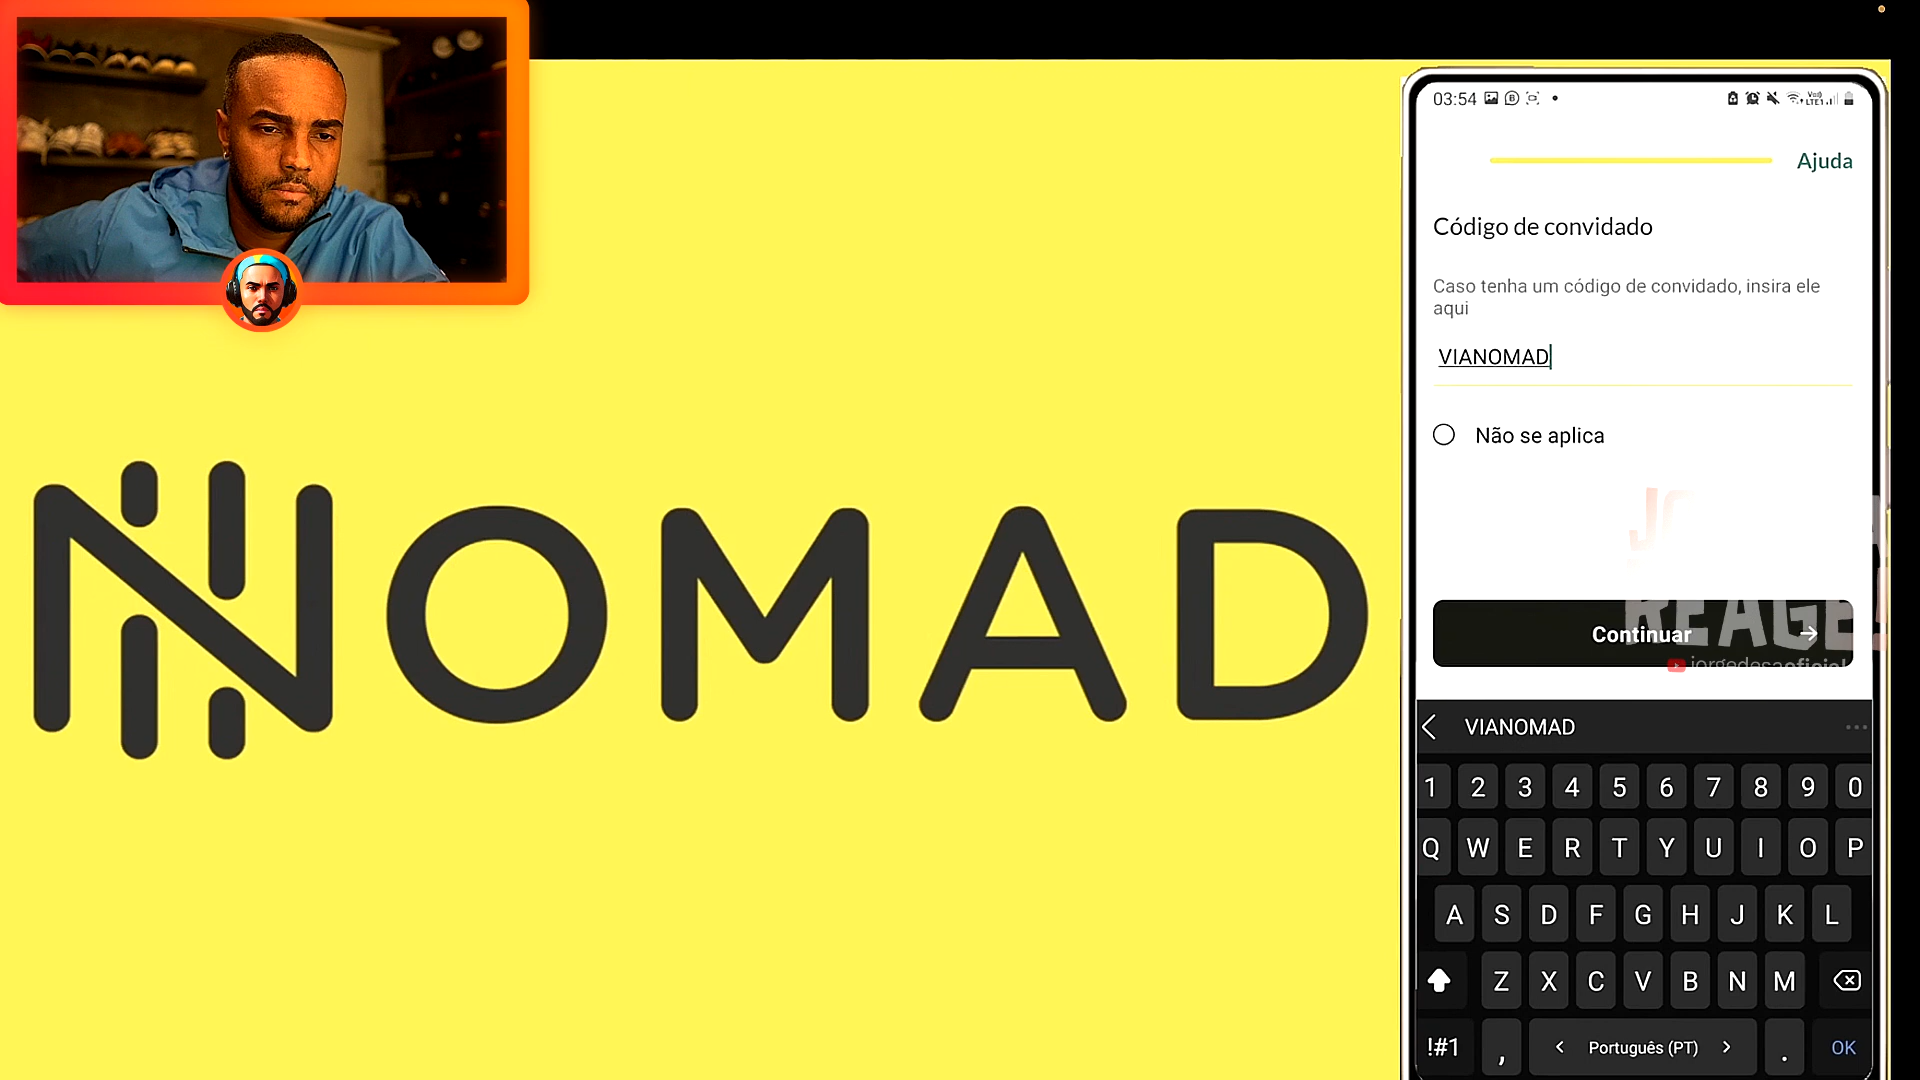 NOMAD
03:54
Ajuda
Código de convidado
Caso tenha um código de convidado, insira ele
aqui
VIANOMAD
Não se aplica
REAGE!
Continuar →
jorgedesaoficial
VIANOMAD
1 2 3 4 5 6 7 8 9 0
Q W E R T Y U I O P
A S D F G H J K L
Z X C V B N M
!#1 , < Português (PT) > . OK